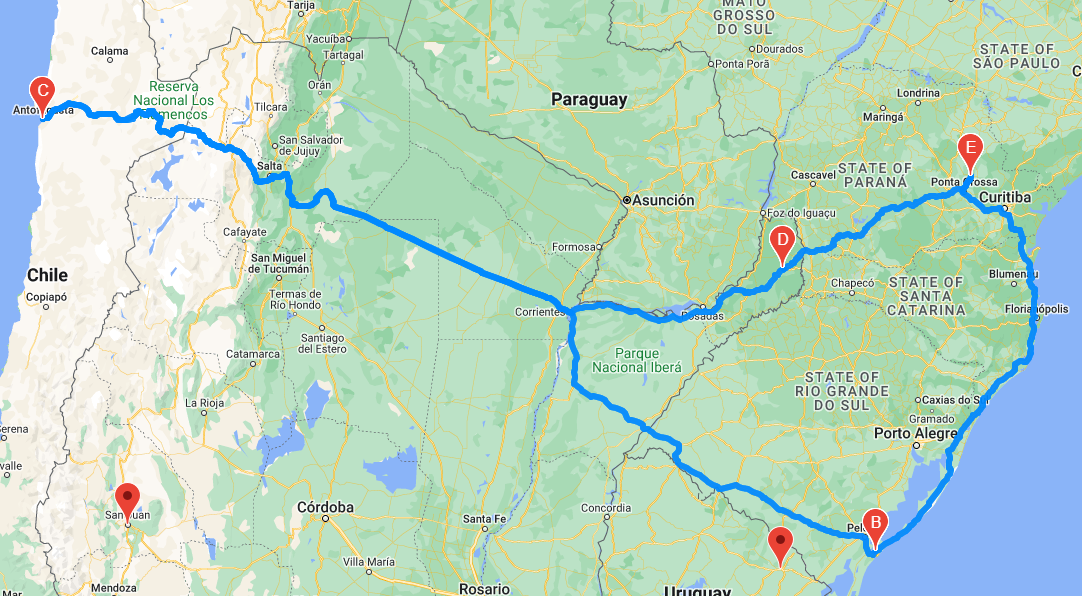 Tarija
MATO
GROSSO
DO SUL
Yacuíba
Tartagal
Calama
Dourados
STATE OF
SÃO PAULO
Ponta Porã
Orán
Reserva
Nacional Los
Flamencos
C
Antofagasta
Paraguay
Londrina
Maringá
Tilcara
San Salvador
de Jujuy
E
Salta
Cascavel
STATE OF
PARANÁ
Ponta Grossa
Curitiba
Asunción
Foz do Iguaçu
Cafayate
D
Formosa
San Miguel
de Tucumán
Chile
Copiapó
Chapecó
STATE OF
SANTA
CATARINA
Blumenau
Termas de
Río Hondo
Corrientes
Posadas
Florianópolis
Santiago
del Estero
Catamarca
Parque
Nacional Iberá
STATE OF
RIO GRANDE
DO SUL
La Rioja
Caxias do Sul
Gramado
Porto Alegre
San Juan
Córdoba
Santa Fe
Concordia
B
Villa María
Mendoza
Rosario
Uruguay